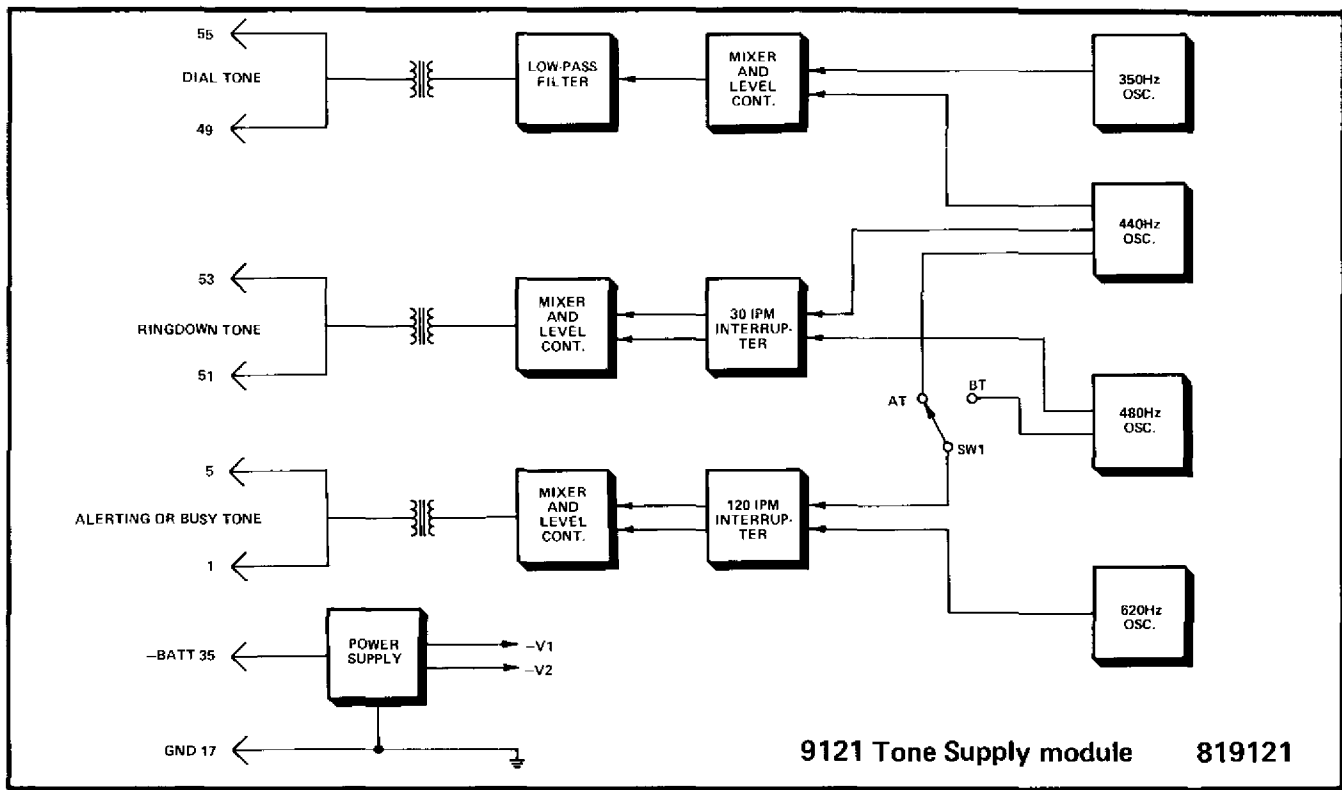 55
DIAL TONE
49
LOW-PASS
FILTER
MIXER
AND
LEVEL
CONT.
350Hz
OSC.
440Hz
OSC.
53
RINGDOWN TONE
51
MIXER
AND
LEVEL
CONT.
30 IPM
INTERRUP-
TER
AT
BT
SW1
480Hz
OSC.
5
ALERTING OR BUSY TONE
1
MIXER
AND
LEVEL
CONT.
120 IPM
INTERRUP-
TER
620Hz
OSC.
–BATT 35
POWER
SUPPLY
–V1
–V2
GND 17
9121 Tone Supply module 819121